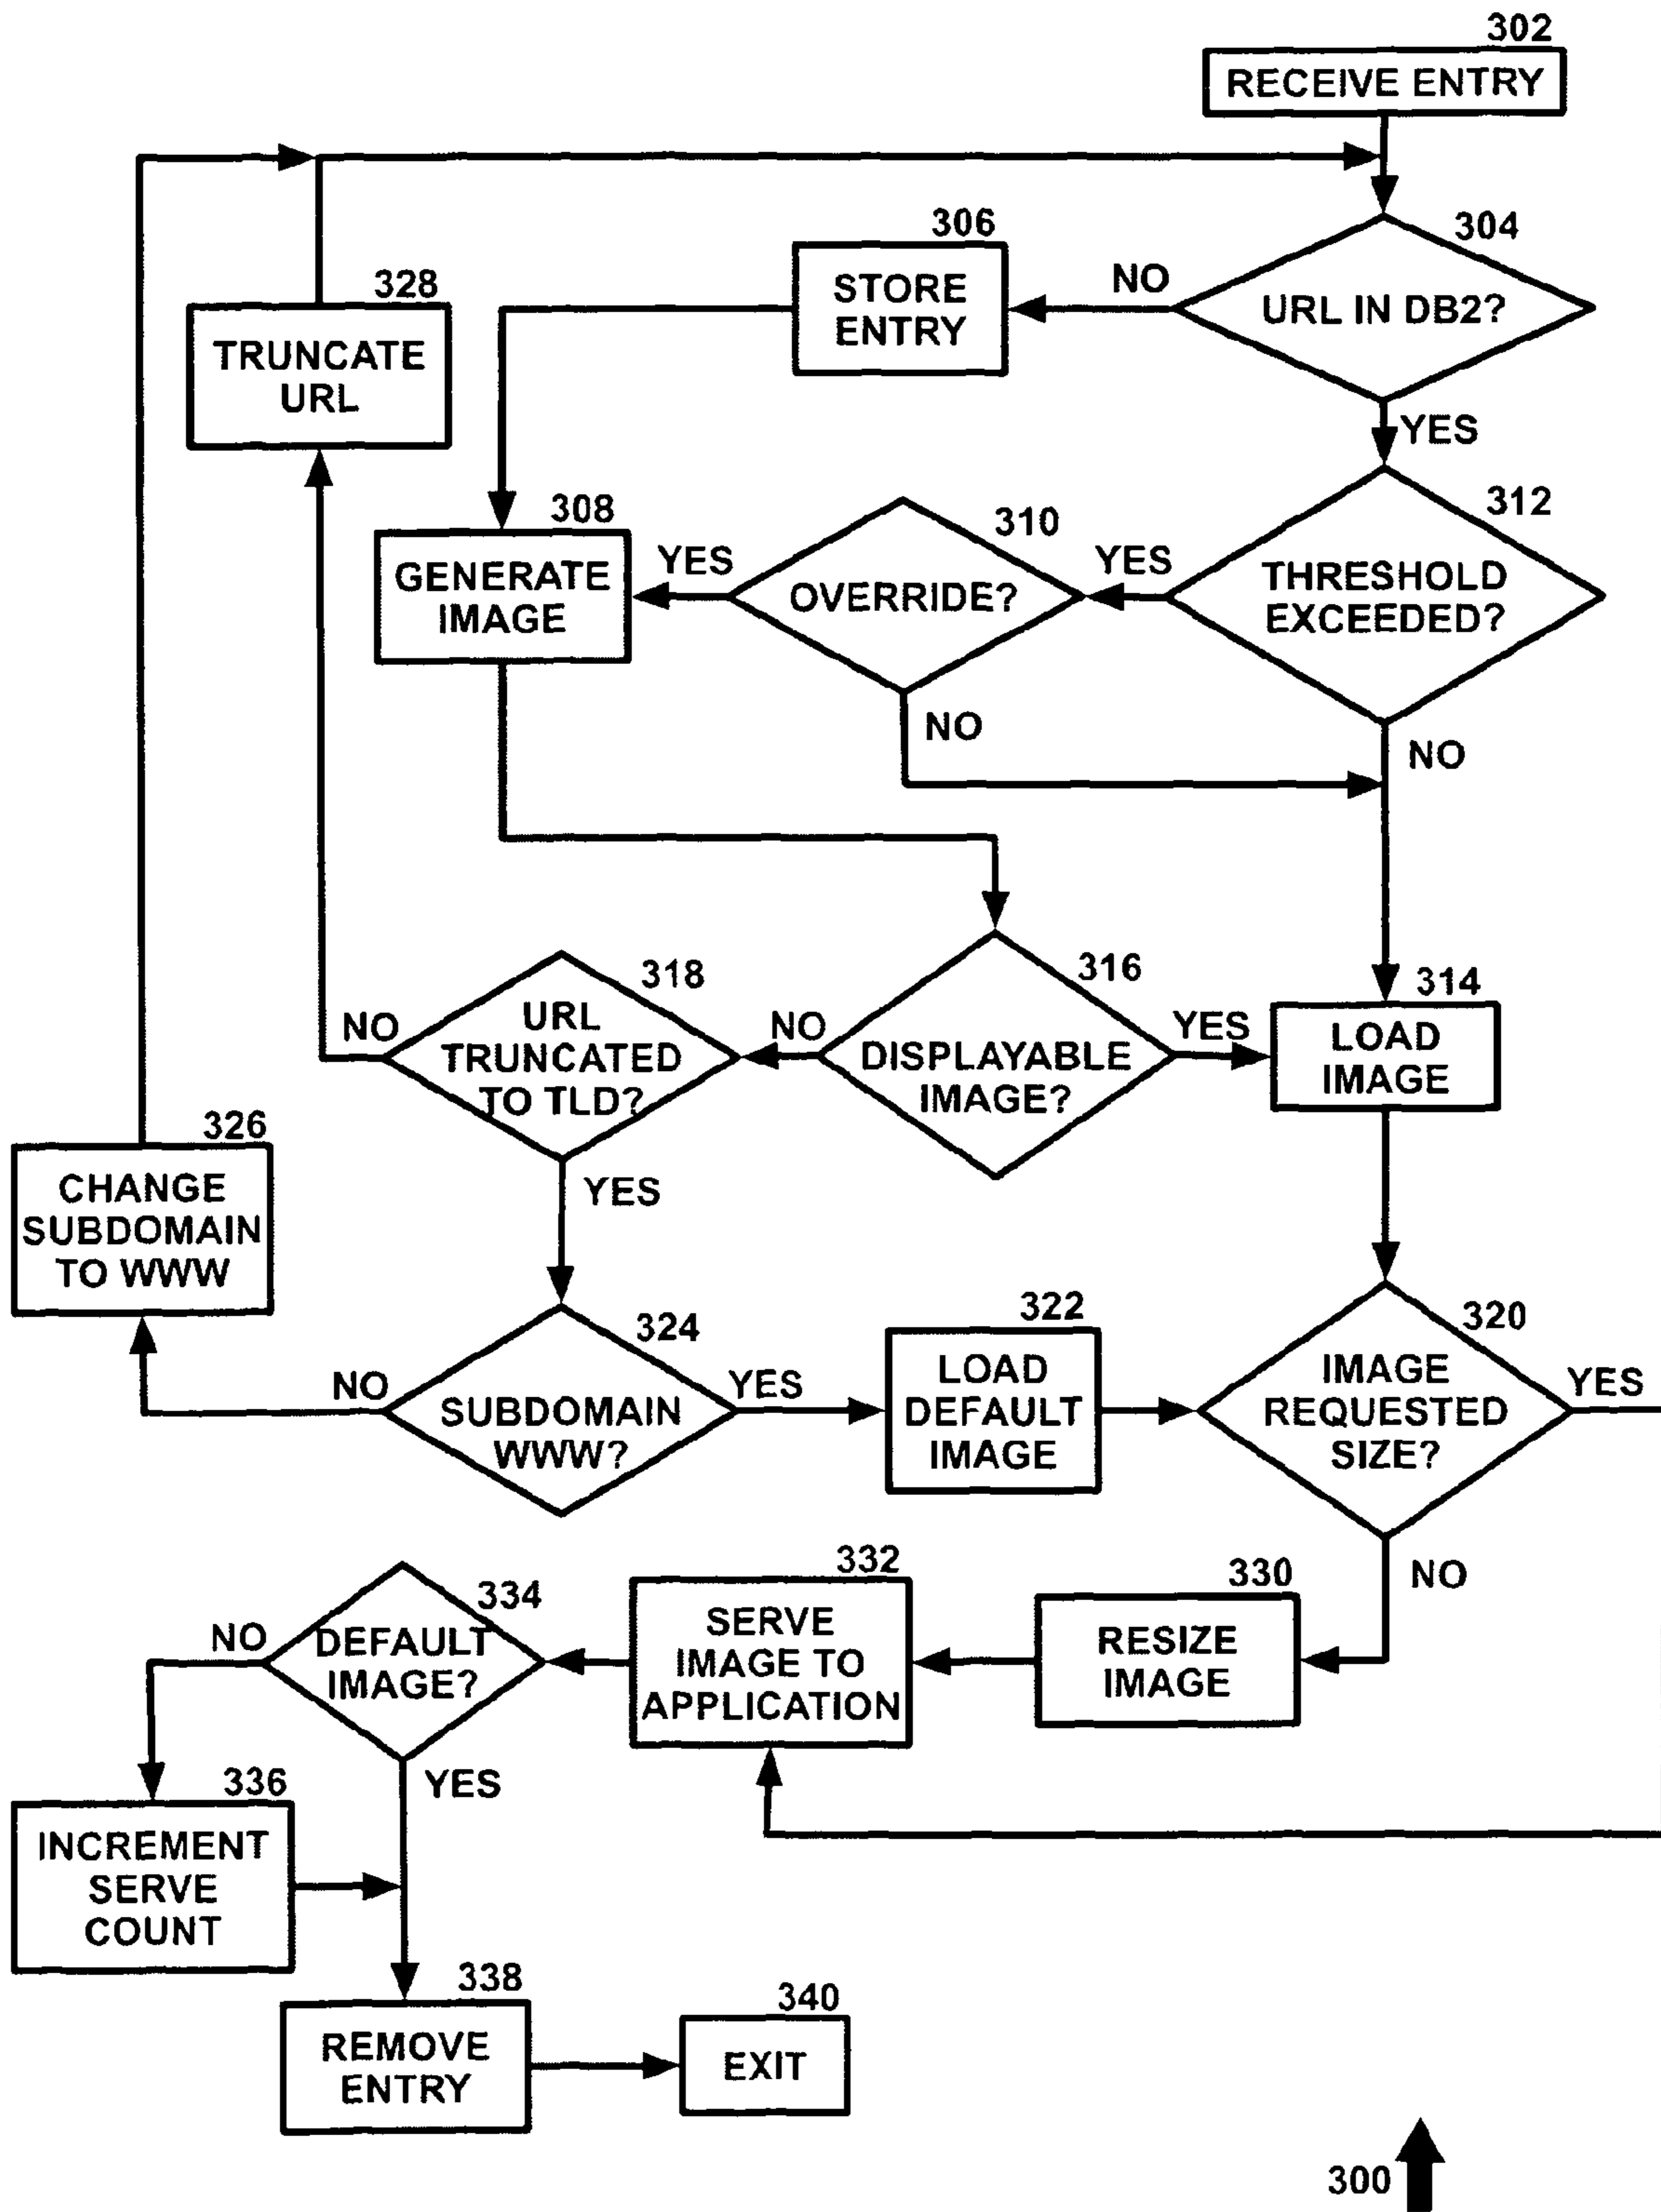 302
RECEIVE ENTRY
304
URL IN DB2?
NO
YES
306
STORE
ENTRY
328
TRUNCATE
URL
308
GENERATE
IMAGE
YES
310
OVERRIDE?
NO
YES
312
THRESHOLD
EXCEEDED?
NO
318
URL
TRUNCATED
TO TLD?
NO
YES
316
DISPLAYABLE
IMAGE?
NO
YES
314
LOAD
IMAGE
326
CHANGE
SUBDOMAIN
TO WWW
324
SUBDOMAIN
WWW?
NO
YES
322
LOAD
DEFAULT
IMAGE
320
IMAGE
REQUESTED
SIZE?
YES
NO
334
DEFAULT
IMAGE?
NO
YES
332
SERVE
IMAGE TO
APPLICATION
330
RESIZE
IMAGE
336
INCREMENT
SERVE
COUNT
338
REMOVE
ENTRY
340
EXIT
300